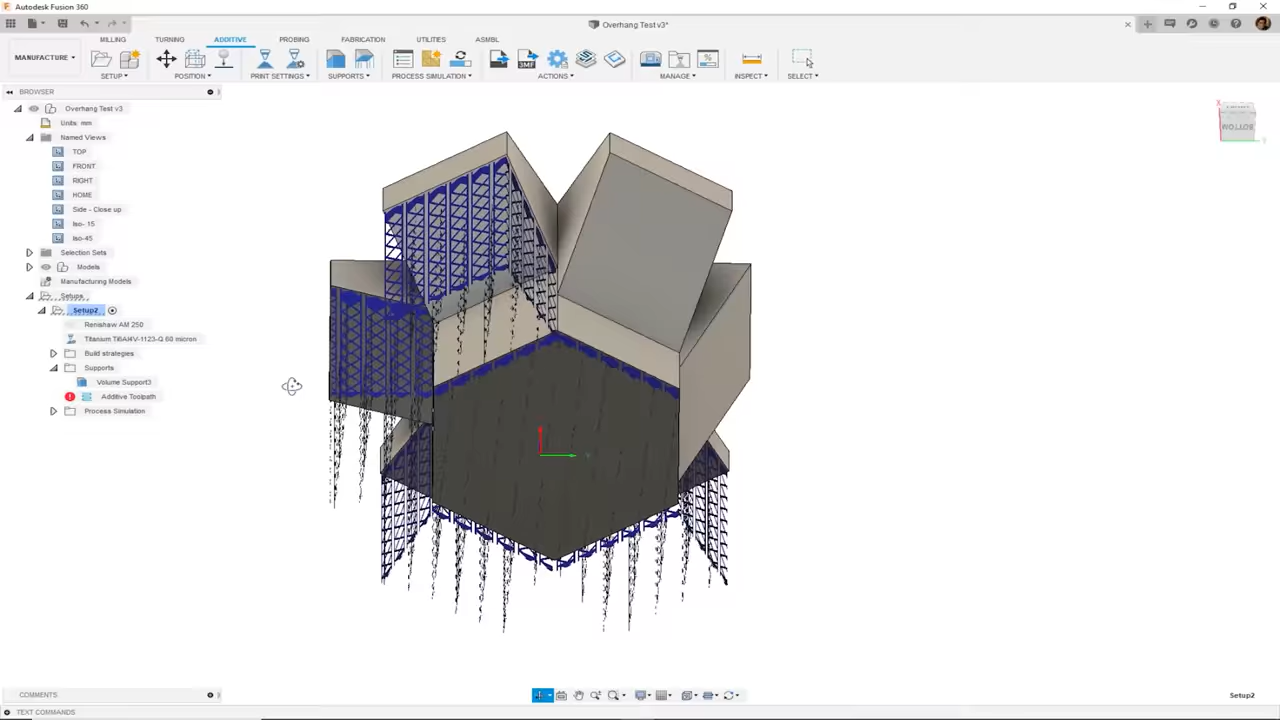 Autodesk Fusion 360
Overhang Test v3*
MILLING TURNING ADDITIVE PROBING FABRICATION UTILITIES ASMBL
MANUFACTURE
3MF
SETUP POSITION PRINT SETTINGS SUPPORTS PROCESS SIMULATION ACTIONS MANAGE INSPECT SELECT
BROWSER
Overhang Test v3
Units: mm
Named Views
TOP
FRONT
RIGHT
HOME
Side - Close up
Iso- 15
Iso-45
Selection Sets
Models
Manufacturing Models
Setups
Setup2
Renishaw AM 250
Titanium Ti6Al4V-1123-Q 60 micron
Build strategies
Supports
Volume Support3
Additive Toolpath
Process Simulation
X
BOTTOM
Y
COMMENTS
Setup2
TEXT COMMANDS